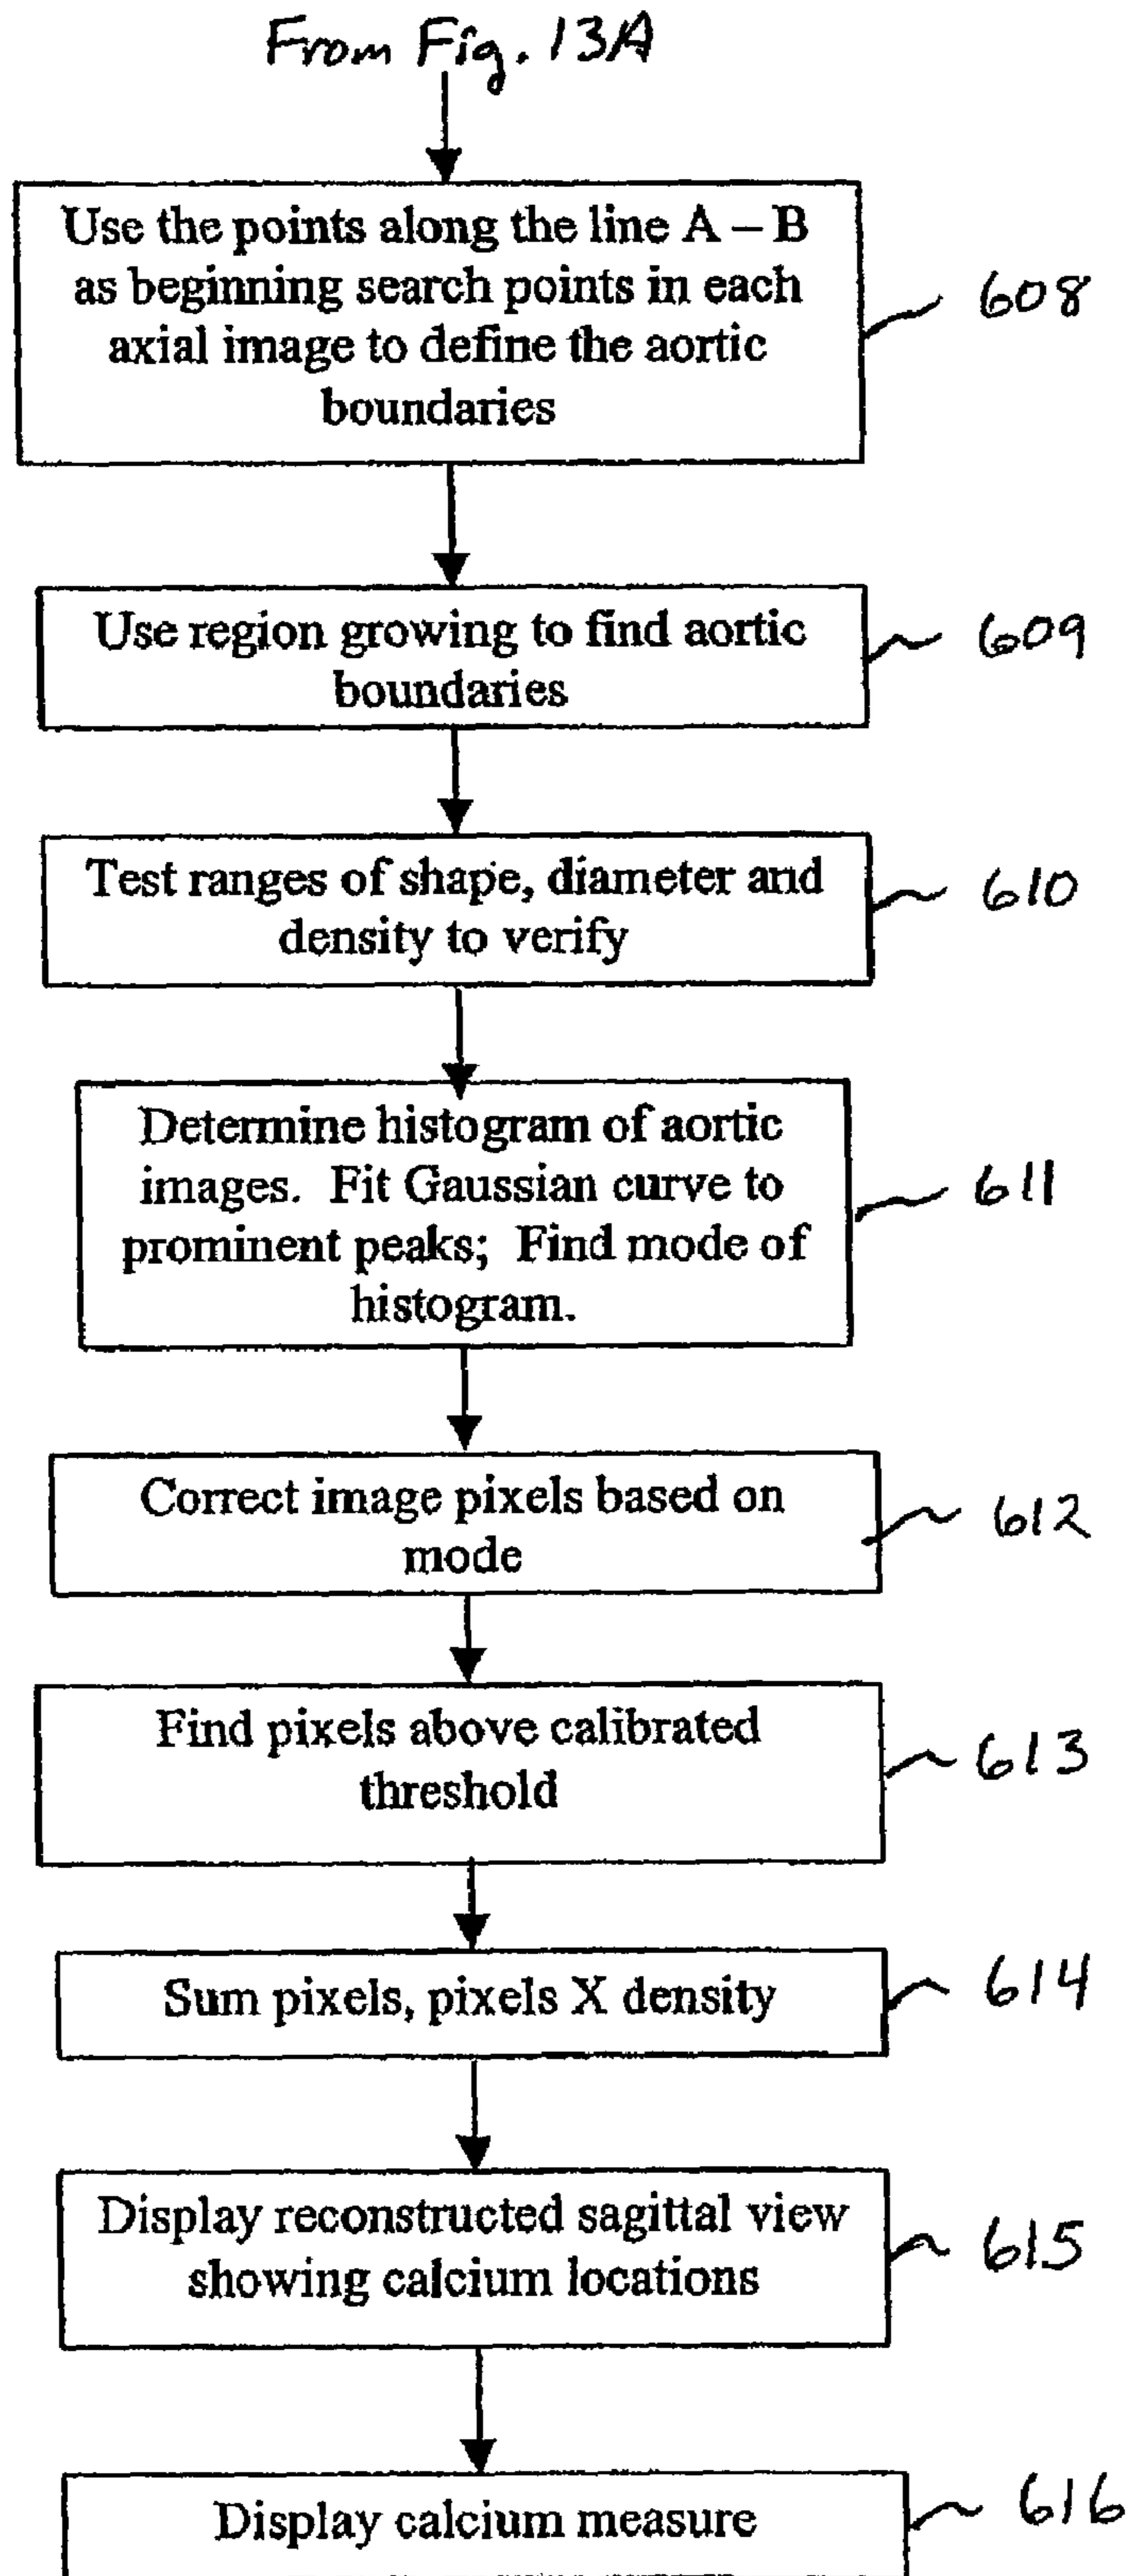 From Fig. 13A
Use the points along the line A – B
as beginning search points in each
axial image to define the aortic
boundaries
608
Use region growing to find aortic
boundaries
609
Test ranges of shape, diameter and
density to verify
610
Determine histogram of aortic
images. Fit Gaussian curve to
prominent peaks; Find mode of
histogram.
611
Correct image pixels based on
mode
612
Find pixels above calibrated
threshold
613
Sum pixels, pixels X density
614
Display reconstructed sagittal view
showing calcium locations
615
Display calcium measure
616